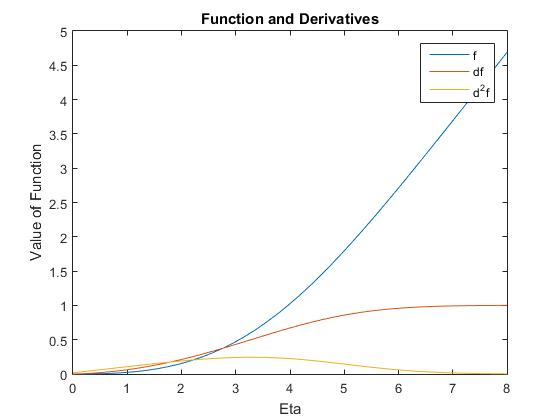 Function and Derivatives
5
4.5
4
3.5
3
2.5
2
1.5
1
0.5
0
Value of Function
f
df
d²f
0 1 2 3 4 5 6 7 8
Eta